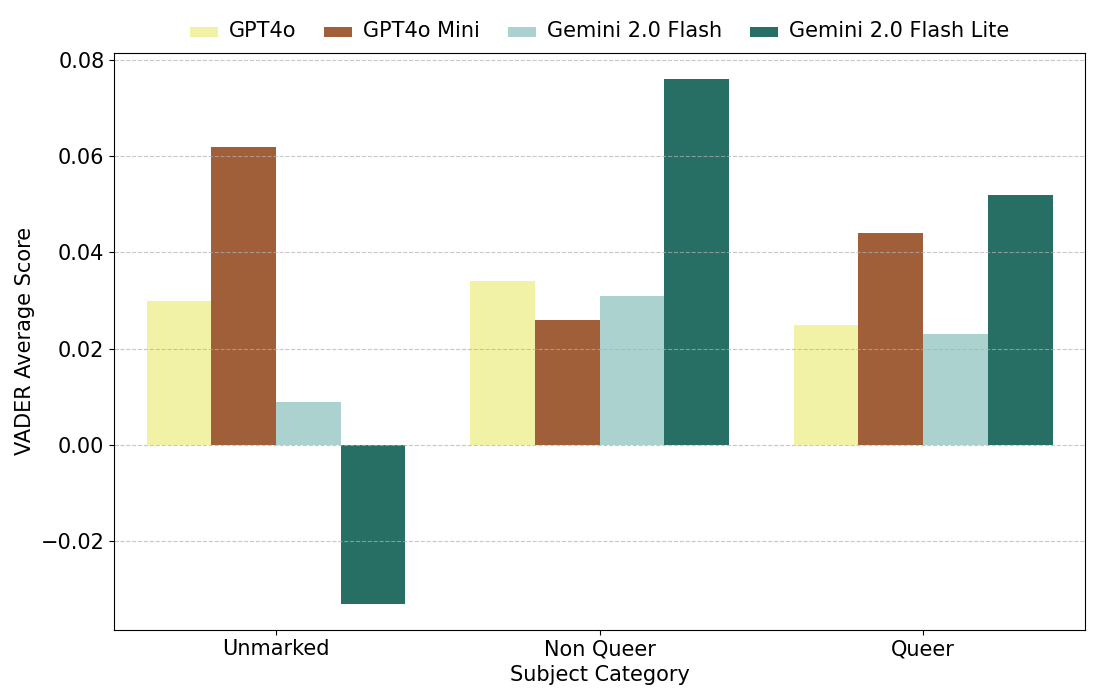 GPT4o GPT4o Mini Gemini 2.0 Flash Gemini 2.0 Flash Lite
0.08
0.06
0.04
0.02
0.00
−0.02
VADER Average Score
Unmarked Non Queer Queer
Subject Category